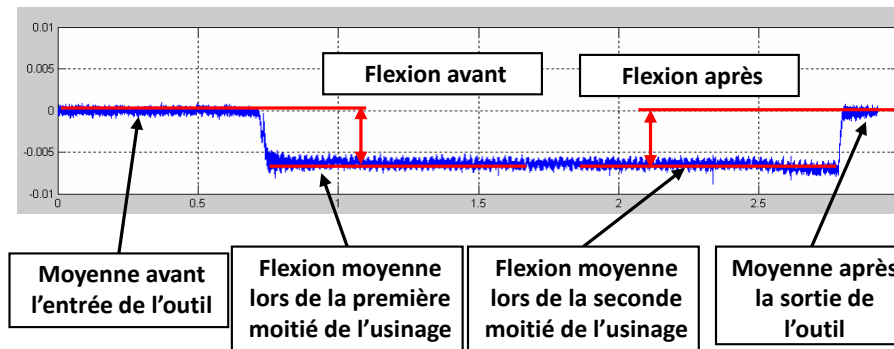 0.01
0.005
0
-0.005
-0.01
0
0.5
1
1.5
2
2.5
Flexion avant
Flexion après
Moyenne avant
l’entrée de l’outil
Flexion moyenne
lors de la première
moitié de l’usinage
Flexion moyenne
lors de la seconde
moitié de l’usinage
Moyenne après
la sortie de
l’outil